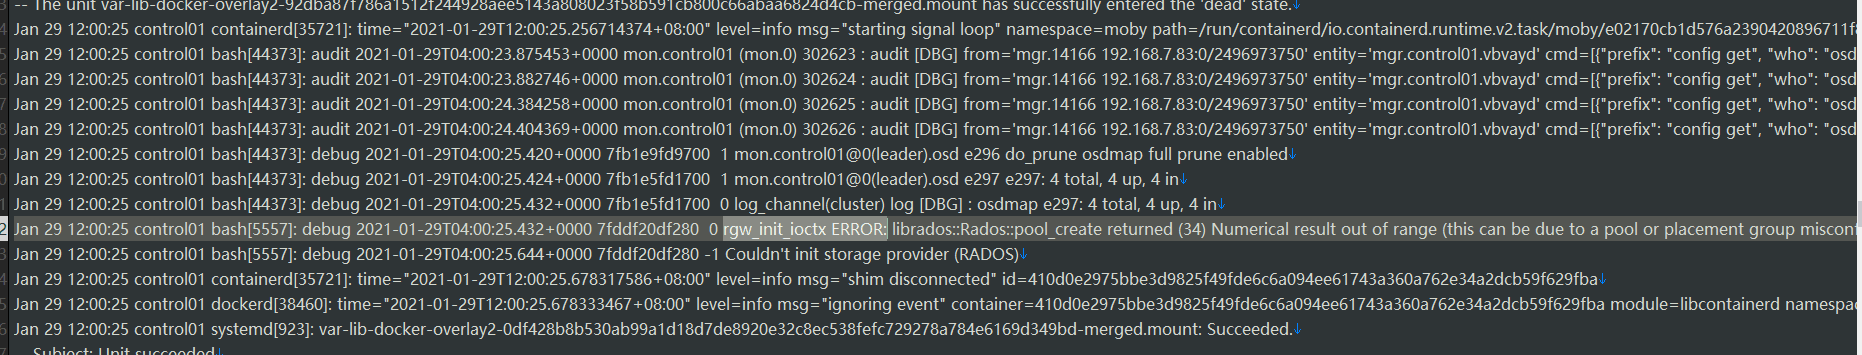 -- The unit var-lib-docker-overlay2-92dba87f786a1512f244928aee5143a808023f58b591cb800c66abaa6824d4cb-merged.mount has successfully entered the 'dead' state.↓
Jan 29 12:00:25 control01 containerd[35721]: time="2021-01-29T12:00:25.256714374+08:00" level=info msg="starting signal loop" namespace=moby path=/run/containerd/io.containerd.runtime.v2.task/moby/e02170cb1d576a2390420896711f8
Jan 29 12:00:25 control01 bash[44373]: audit 2021-01-29T04:00:23.875453+0000 mon.control01 (mon.0) 302623 : audit [DBG] from='mgr.14166 192.168.7.83:0/2496973750' entity='mgr.control01.vbvayd' cmd=[{"prefix": "config get", "who": "osd
Jan 29 12:00:25 control01 bash[44373]: audit 2021-01-29T04:00:23.882746+0000 mon.control01 (mon.0) 302624 : audit [DBG] from='mgr.14166 192.168.7.83:0/2496973750' entity='mgr.control01.vbvayd' cmd=[{"prefix": "config get", "who": "osd
Jan 29 12:00:25 control01 bash[44373]: audit 2021-01-29T04:00:24.384258+0000 mon.control01 (mon.0) 302625 : audit [DBG] from='mgr.14166 192.168.7.83:0/2496973750' entity='mgr.control01.vbvayd' cmd=[{"prefix": "config get", "who": "osd
Jan 29 12:00:25 control01 bash[44373]: audit 2021-01-29T04:00:24.404369+0000 mon.control01 (mon.0) 302626 : audit [DBG] from='mgr.14166 192.168.7.83:0/2496973750' entity='mgr.control01.vbvayd' cmd=[{"prefix": "config get", "who": "osd
Jan 29 12:00:25 control01 bash[44373]: debug 2021-01-29T04:00:25.420+0000 7fb1e9fd9700  1 mon.control01@0(leader).osd e296 do_prune osdmap full prune enabled↓
Jan 29 12:00:25 control01 bash[44373]: debug 2021-01-29T04:00:25.424+0000 7fb1e5fd1700  1 mon.control01@0(leader).osd e297 e297: 4 total, 4 up, 4 in↓
Jan 29 12:00:25 control01 bash[44373]: debug 2021-01-29T04:00:25.432+0000 7fb1e5fd1700  0 log_channel(cluster) log [DBG] : osdmap e297: 4 total, 4 up, 4 in↓
Jan 29 12:00:25 control01 bash[5557]: debug 2021-01-29T04:00:25.432+0000 7fddf20df280  0 rgw_init_ioctx ERROR: librados::Rados::pool_create returned (34) Numerical result out of range (this can be due to a pool or placement group misconf
Jan 29 12:00:25 control01 bash[5557]: debug 2021-01-29T04:00:25.644+0000 7fddf20df280 -1 Couldn't init storage provider (RADOS)↓
Jan 29 12:00:25 control01 containerd[35721]: time="2021-01-29T12:00:25.678317586+08:00" level=info msg="shim disconnected" id=410d0e2975bbe3d9825f49fde6c6a094ee61743a360a762e34a2dcb59f629fba↓
Jan 29 12:00:25 control01 dockerd[38460]: time="2021-01-29T12:00:25.678333467+08:00" level=info msg="ignoring event" container=410d0e2975bbe3d9825f49fde6c6a094ee61743a360a762e34a2dcb59f629fba module=libcontainerd namespac
Jan 29 12:00:25 control01 systemd[923]: var-lib-docker-overlay2-0df428b8b530ab99a1d18d7de8920e32c8ec538fefc729278a784e6169d349bd-merged.mount: Succeeded.↓
Subject: Unit succeeded↓